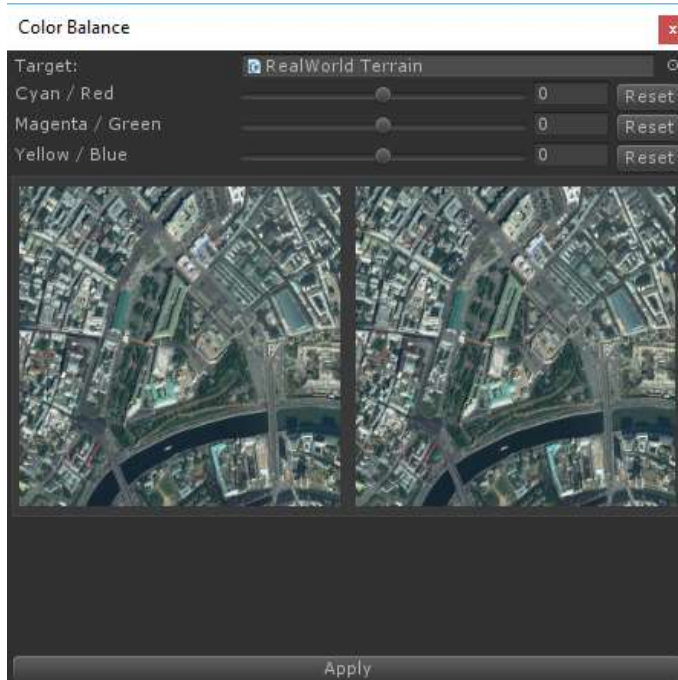 Color Balance x
Target: RealWorld Terrain
Cyan / Red 0 Reset
Magenta / Green 0 Reset
Yellow / Blue 0 Reset
Apply